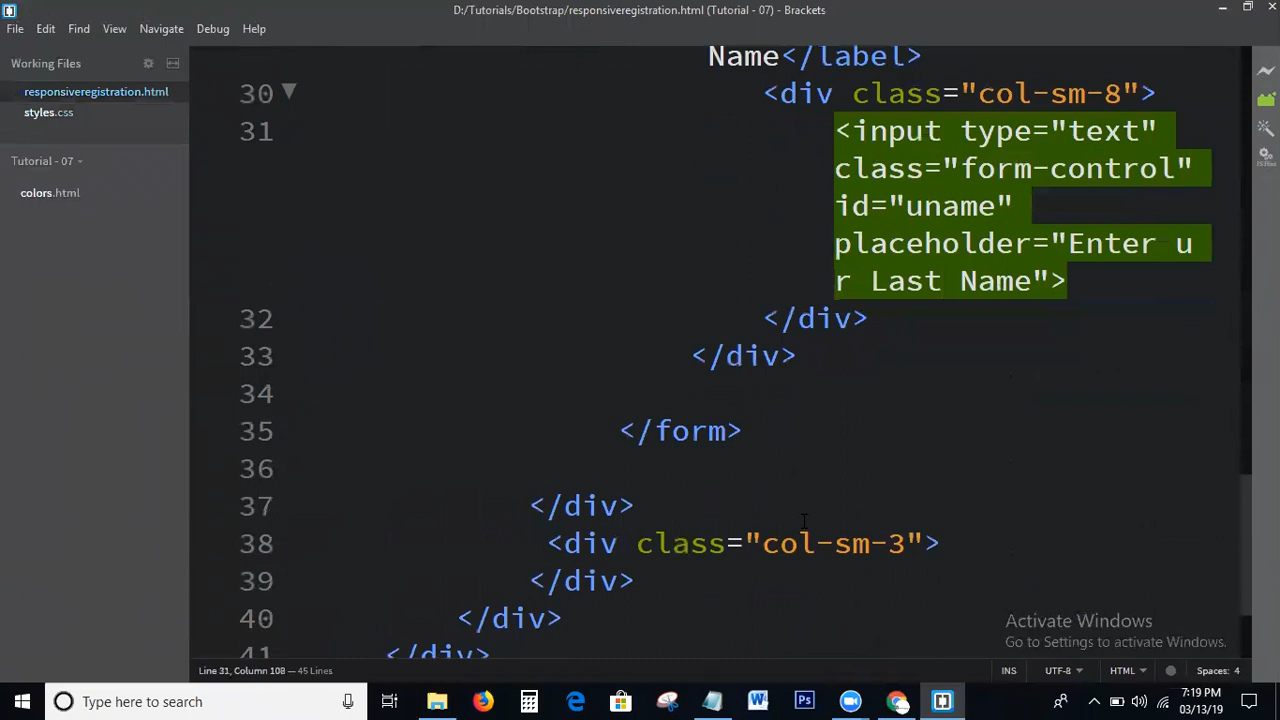 D:/Tutorials/Bootstrap/responsiveregistration.html (Tutorial - 07) - Brackets
File Edit Find View Navigate Debug Help
Working Files
responsiveregistration.html
styles.css
Tutorial - 07
colors.html
Name</label>
30 <div class="col-sm-8">
31 <input type="text"
class="form-control"
id="uname"
placeholder="Enter u
r Last Name">
32 </div>
33 </div>
34
35 </form>
36
37 </div>
38 <div class="col-sm-3">
39 </div>
40 </div>
41 </div>
Activate Windows
Go to Settings to activate Windows.
Line 31, Column 108 — 45 Lines
INS UTF-8 HTML Spaces: 4
Type here to search
7:19 PM
03/13/19